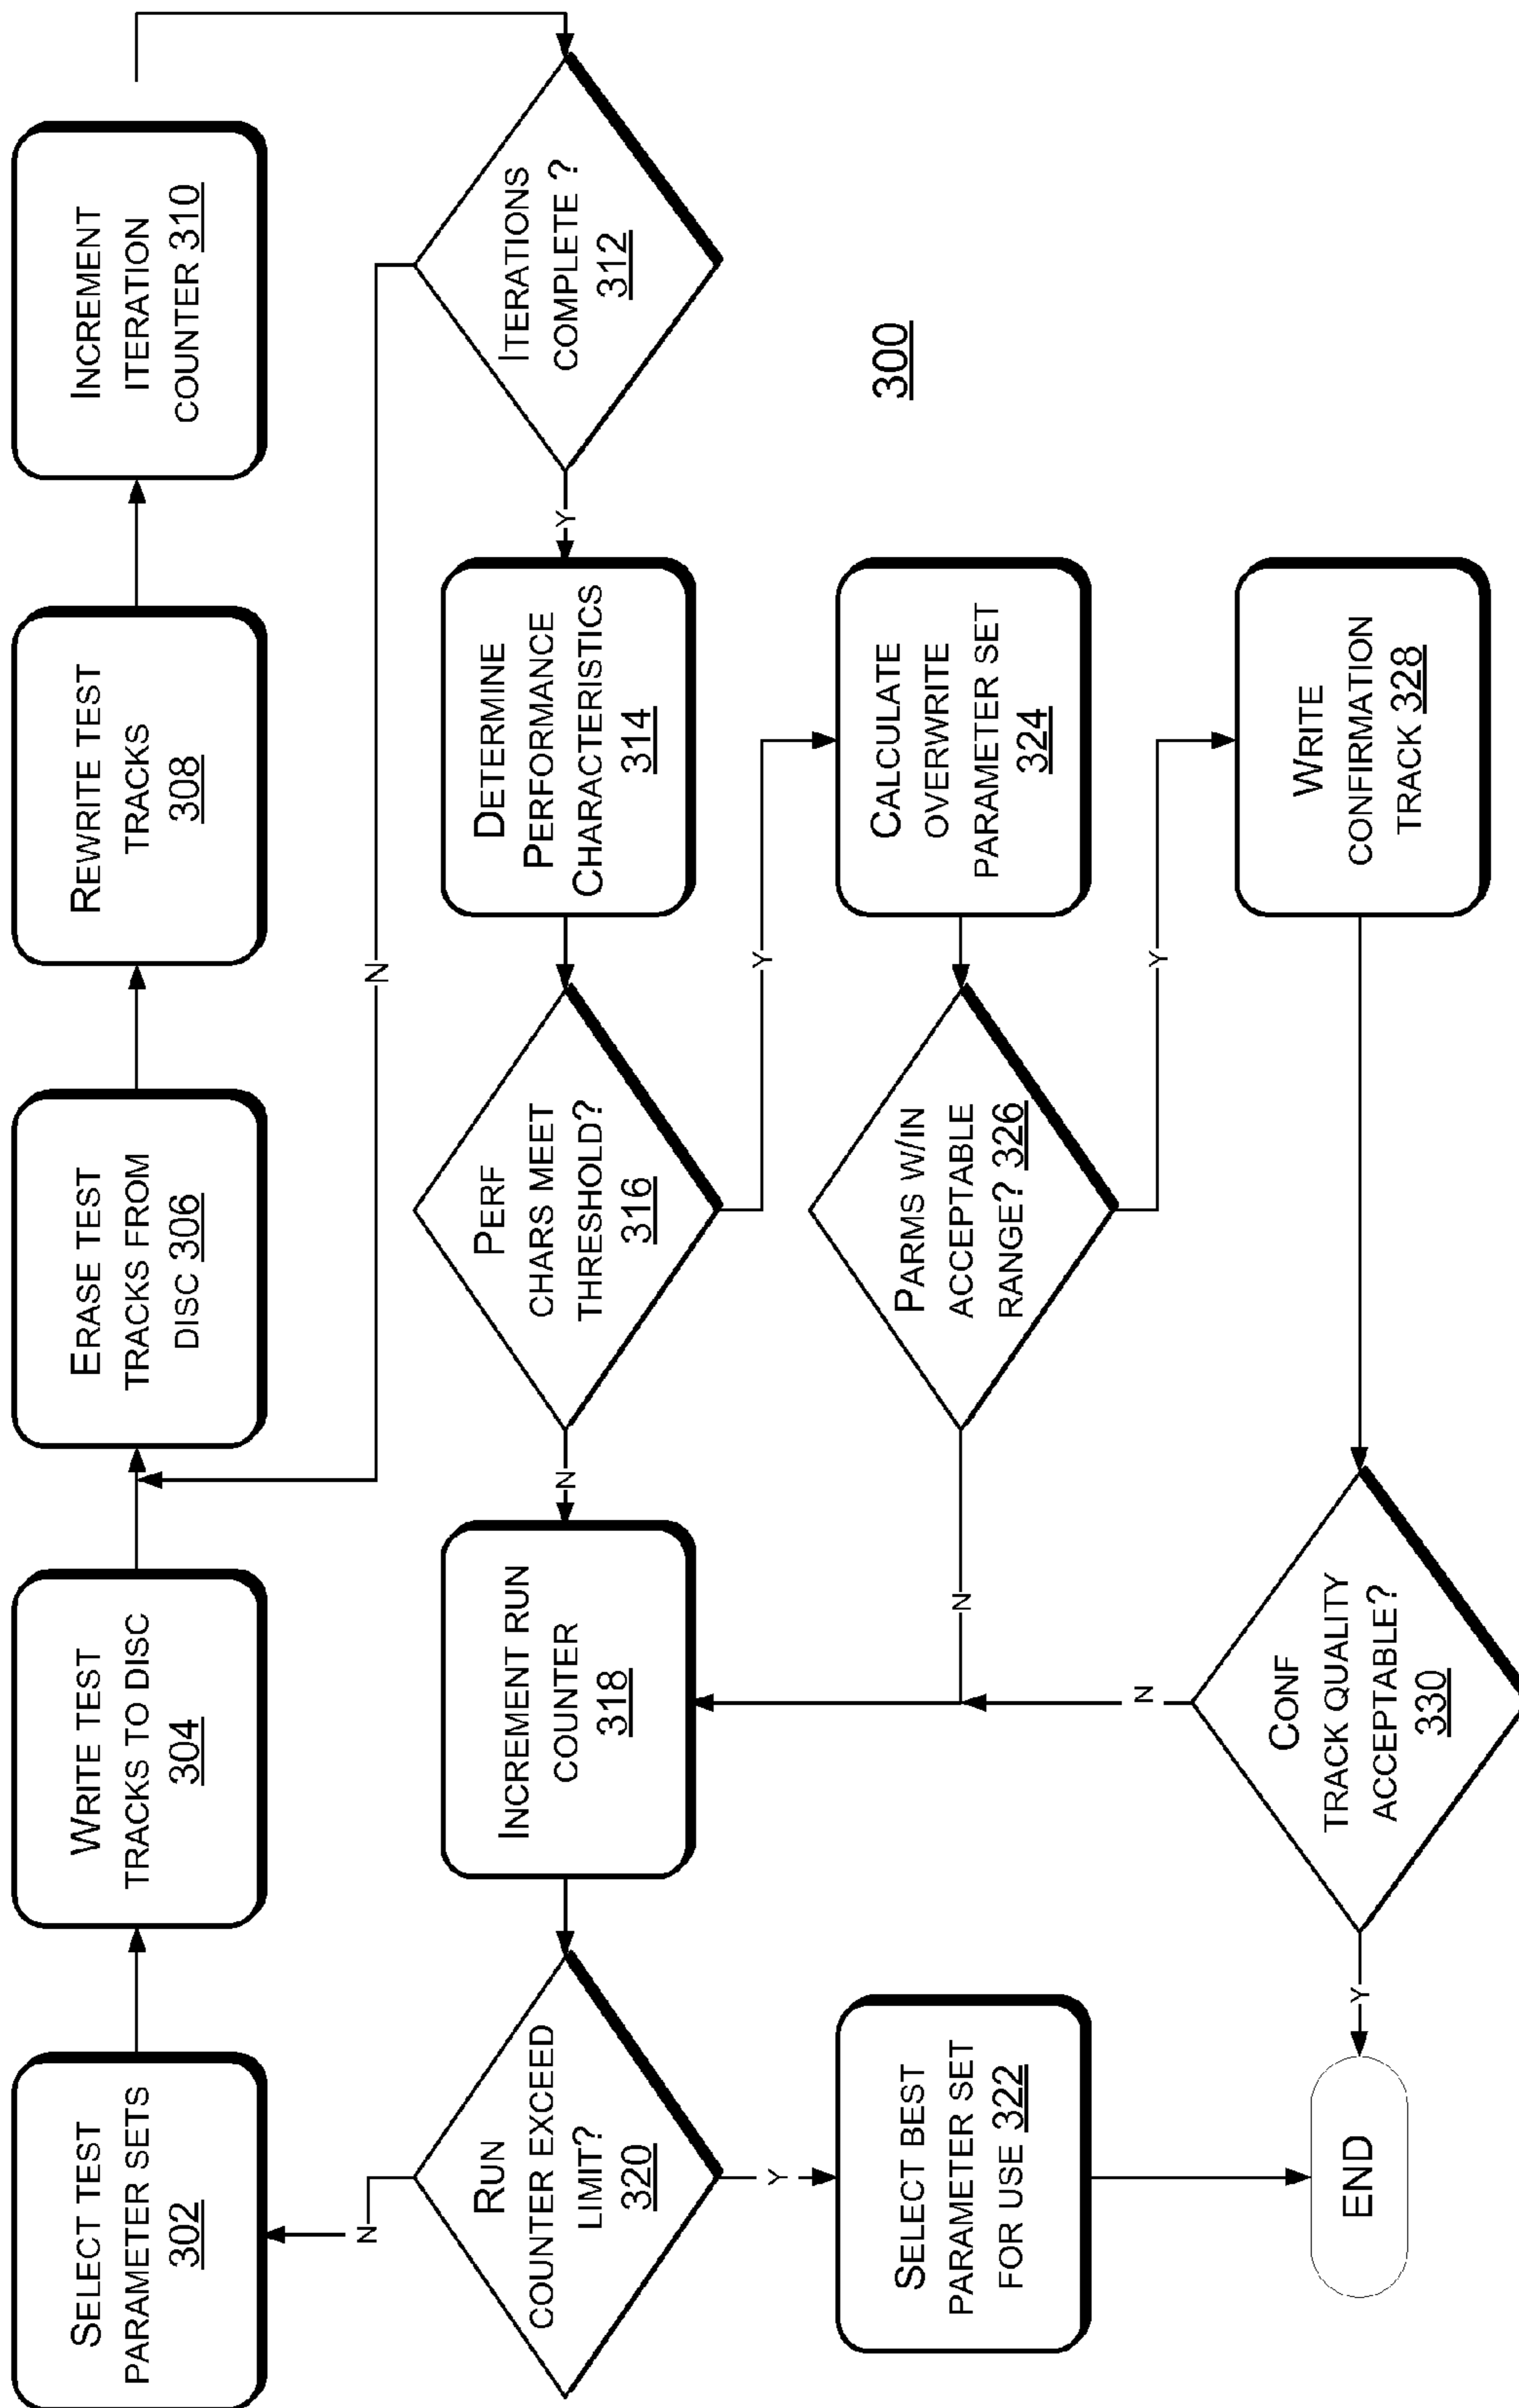 SELECT TEST
PARAMETER SETS
302
WRITE TEST
TRACKS TO DISC
304
ERASE TEST
TRACKS FROM
DISC 306
REWRITE TEST
TRACKS
308
INCREMENT
ITERATION
COUNTER 310
N
N
RUN
COUNTER EXCEED
LIMIT?
320
INCREMENT RUN
COUNTER
318
N
PERF
CHARS MEET
THRESHOLD?
316
DETERMINE
PERFORMANCE
CHARACTERISTICS
314
Y
ITERATIONS
COMPLETE ?
312
Y
Y
SELECT BEST
PARAMETER SET
FOR USE 322
N
PARMS W/IN
ACCEPTABLE
RANGE? 326
CALCULATE
OVERWRITE
PARAMETER SET
324
300
N
Y
END
Y
CONF
TRACK QUALITY
ACCEPTABLE?
330
WRITE
CONFIRMATION
TRACK 328